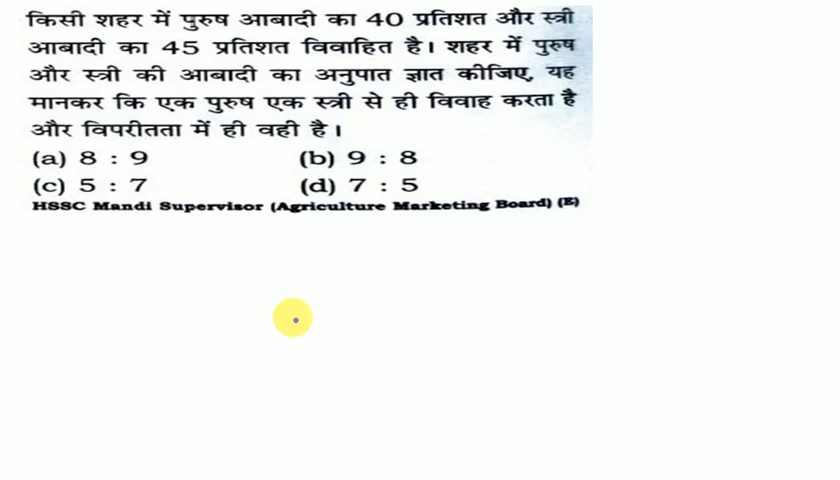 किसी शहर में पुरुष आबादी का 40 प्रतिशत और स्त्री
आबादी का 45 प्रतिशत विवाहित है। शहर में पुरुष
और स्त्री की आबादी का अनुपात ज्ञात कीजिए, यह
मानकर कि एक पुरुष एक स्त्री से ही विवाह करता है
और विपरीतता में ही वही है।
(a) 8 : 9 (b) 9 : 8
(c) 5 : 7 (d) 7 : 5
HSSC Mandi Supervisor (Agriculture Marketing Board) (E)